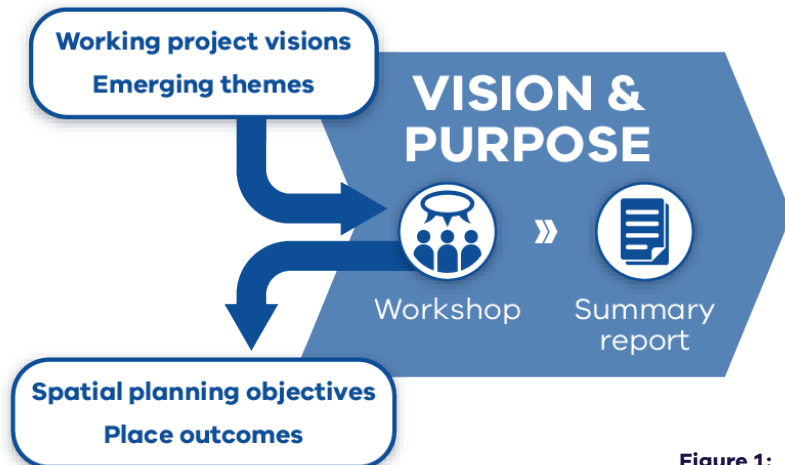 Working project visions
Emerging themes
VISION &
PURPOSE
Workshop
»
Summary
report
Spatial planning objectives
Place outcomes
Figure 1: